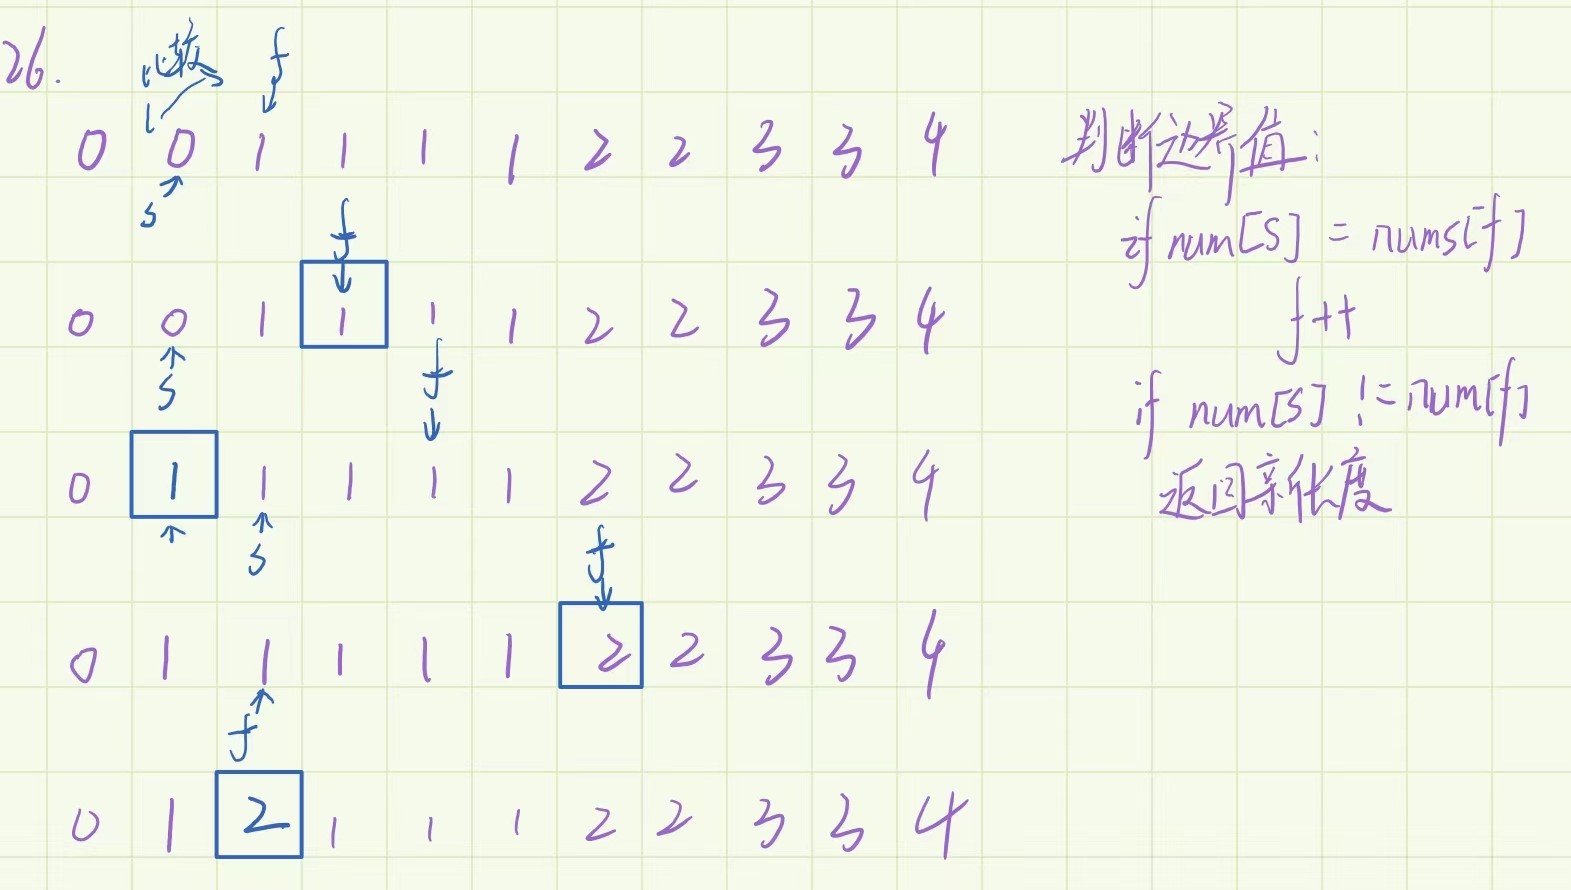 26.
比较 f
0 0 1 1 1 1 2 2 3 3 4
s
f
0 0 1 1 1 1 2 2 3 3 4
s f
0 1 1 1 1 1 2 2 3 3 4
s f
0 1 1 1 1 1 2 2 3 3 4
f
0 1 2 1 1 1 2 2 3 3 4
判断边界值:
if num[s] = nums[f]
f++
if num[s] != num[f]
返回新长度